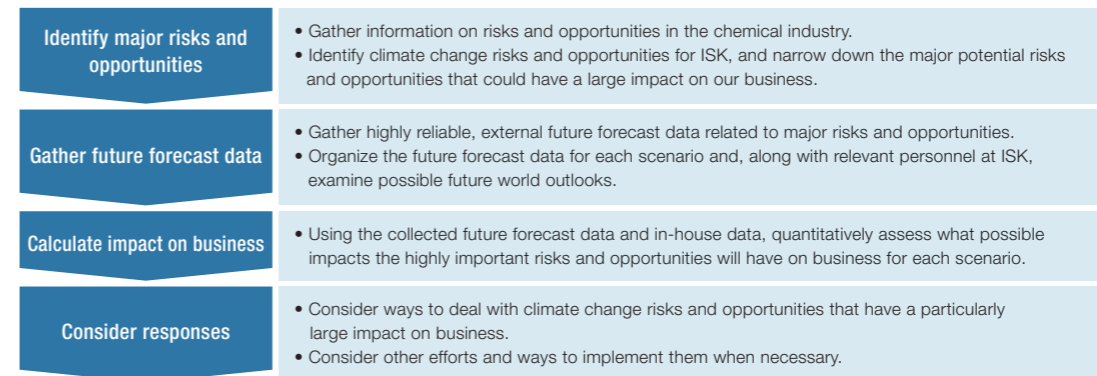 Identify major risks and
opportunities
• Gather information on risks and opportunities in the chemical industry.
• Identify climate change risks and opportunities for ISK, and narrow down the major potential risks
and opportunities that could have a large impact on our business.
Gather future forecast data
• Gather highly reliable, external future forecast data related to major risks and opportunities.
• Organize the future forecast data for each scenario and, along with relevant personnel at ISK,
examine possible future world outlooks.
Calculate impact on business
• Using the collected future forecast data and in-house data, quantitatively assess what possible
impacts the highly important risks and opportunities will have on business for each scenario.
Consider responses
• Consider ways to deal with climate change risks and opportunities that have a particularly
large impact on business.
• Consider other efforts and ways to implement them when necessary.